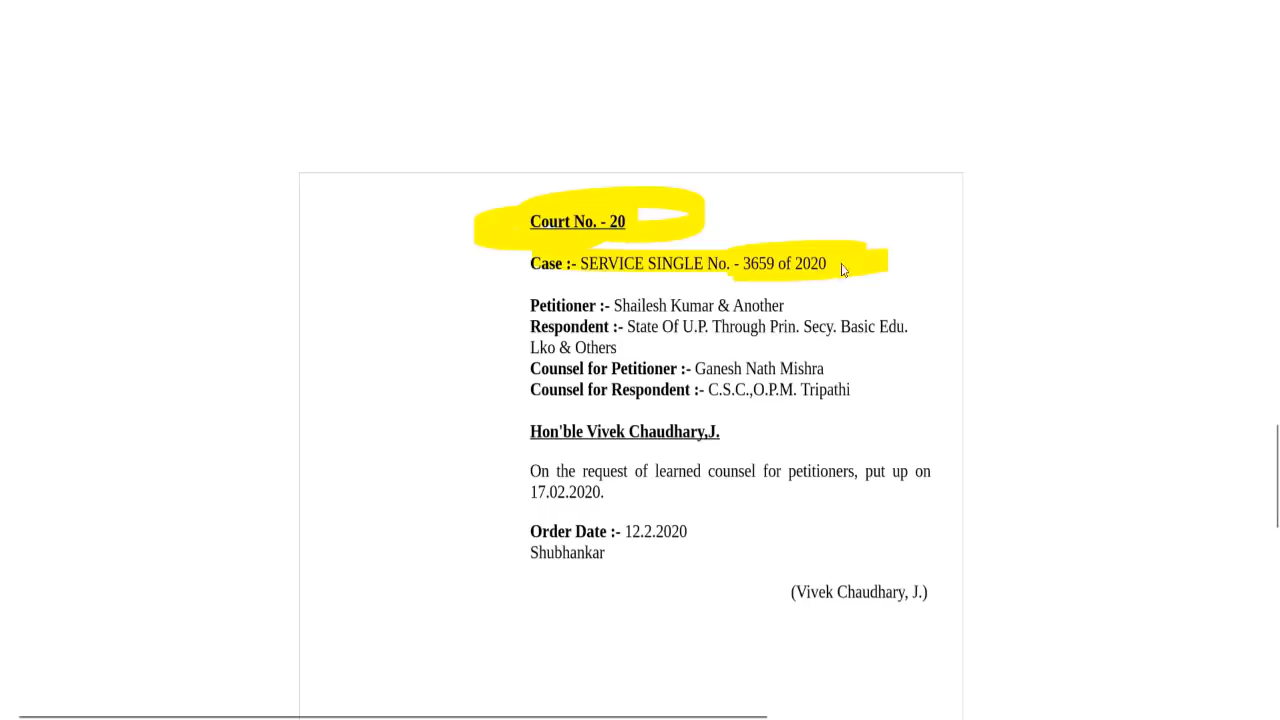 Court No. - 20
Case :- SERVICE SINGLE No. - 3659 of 2020
Petitioner :- Shailesh Kumar & Another
Respondent :- State Of U.P. Through Prin. Secy. Basic Edu.
Lko & Others
Counsel for Petitioner :- Ganesh Nath Mishra
Counsel for Respondent :- C.S.C.,O.P.M. Tripathi
Hon'ble Vivek Chaudhary,J.
On the request of learned counsel for petitioners, put up on
17.02.2020.
Order Date :- 12.2.2020
Shubhankar
(Vivek Chaudhary, J.)